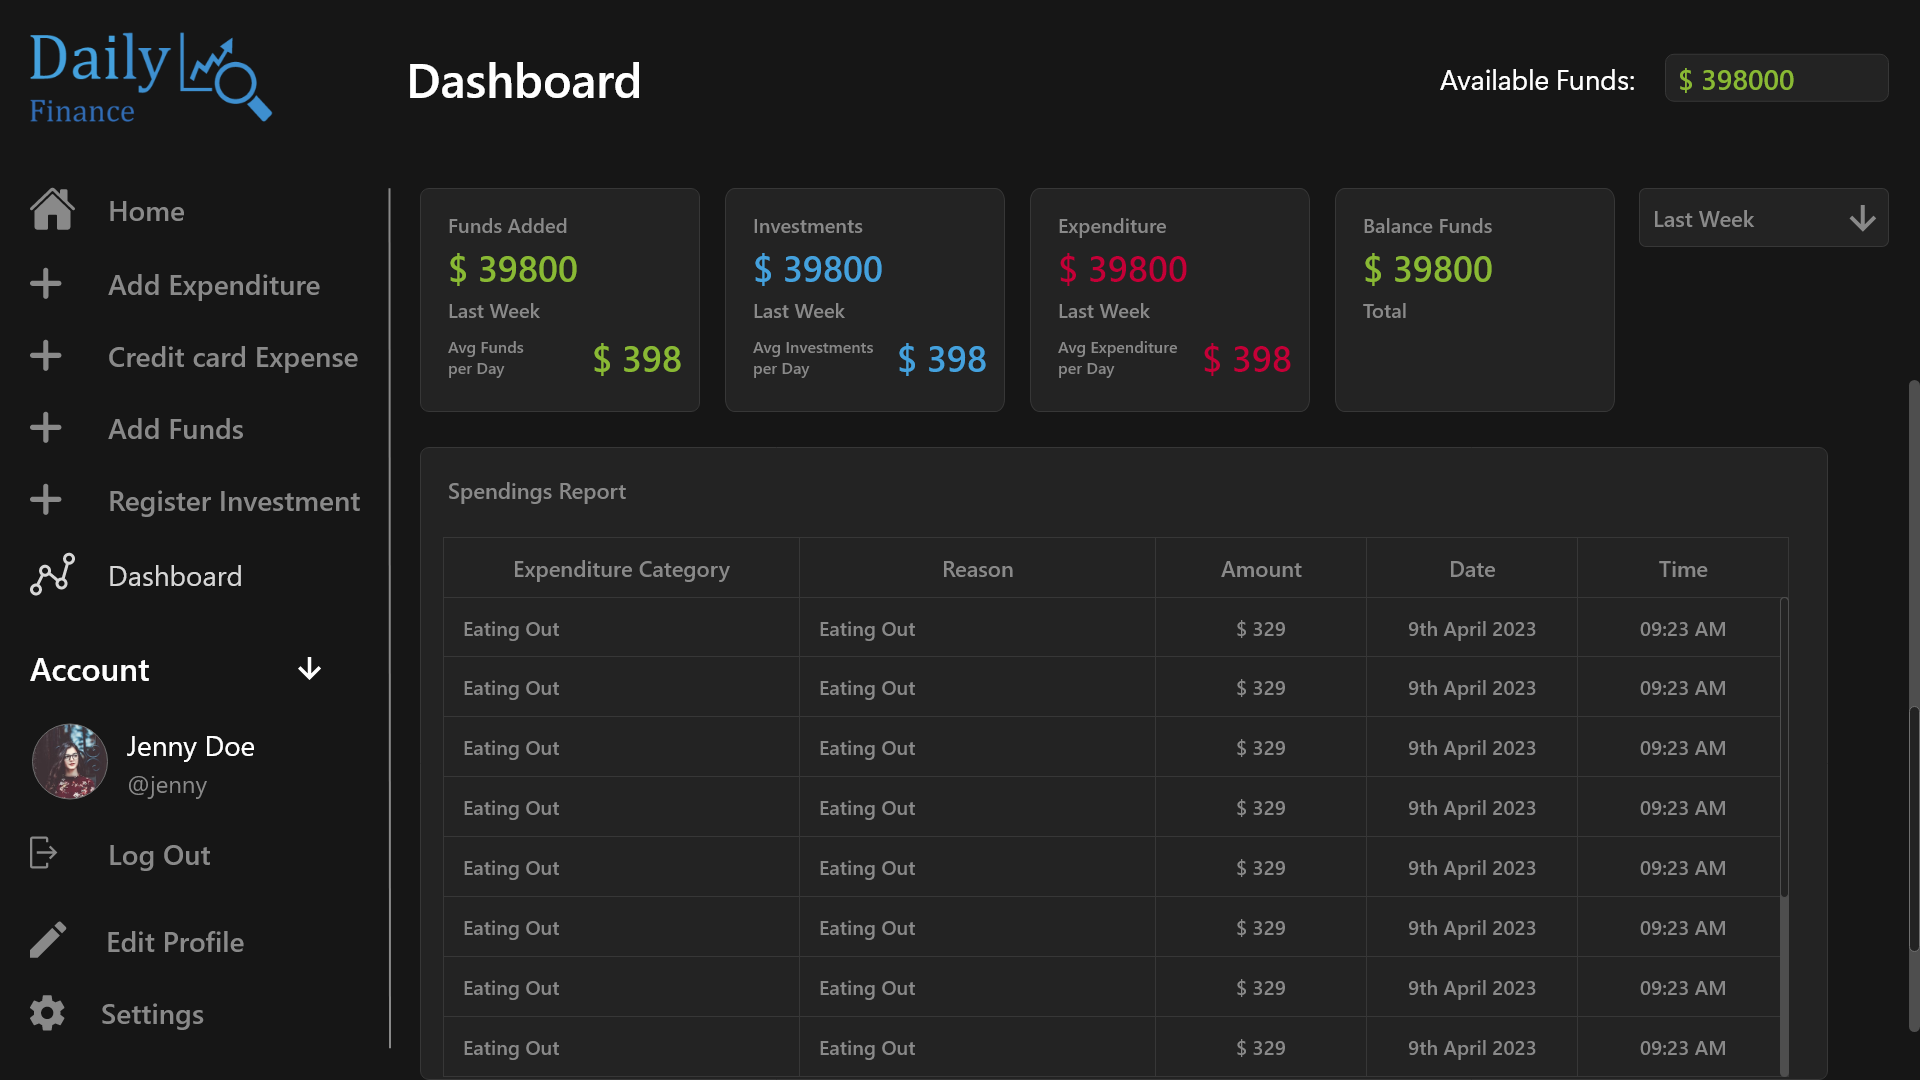 Daily
Finance
Dashboard
Available Funds:
$ 398000
Home
Add Expenditure
Credit card Expense
Add Funds
Register Investment
Dashboard
Account
Jenny Doe
@jenny
Log Out
Edit Profile
Settings
Funds Added
$ 39800
Last Week
Avg Funds
per Day
$ 398
Investments
$ 39800
Last Week
Avg Investments
per Day
$ 398
Expenditure
$ 39800
Last Week
Avg Expenditure
per Day
$ 398
Balance Funds
$ 39800
Total
Last Week
Spendings Report
Expenditure Category Reason Amount Date Time
Eating Out Eating Out $ 329 9th April 2023 09:23 AM
Eating Out Eating Out $ 329 9th April 2023 09:23 AM
Eating Out Eating Out $ 329 9th April 2023 09:23 AM
Eating Out Eating Out $ 329 9th April 2023 09:23 AM
Eating Out Eating Out $ 329 9th April 2023 09:23 AM
Eating Out Eating Out $ 329 9th April 2023 09:23 AM
Eating Out Eating Out $ 329 9th April 2023 09:23 AM
Eating Out Eating Out $ 329 9th April 2023 09:23 AM